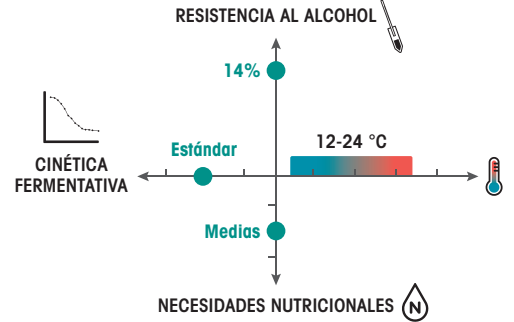 RESISTENCIA AL ALCOHOL
14%
12-24 °C
Estándar
CINÉTICA
FERMENTATIVA
Medias
NECESIDADES NUTRICIONALES
N